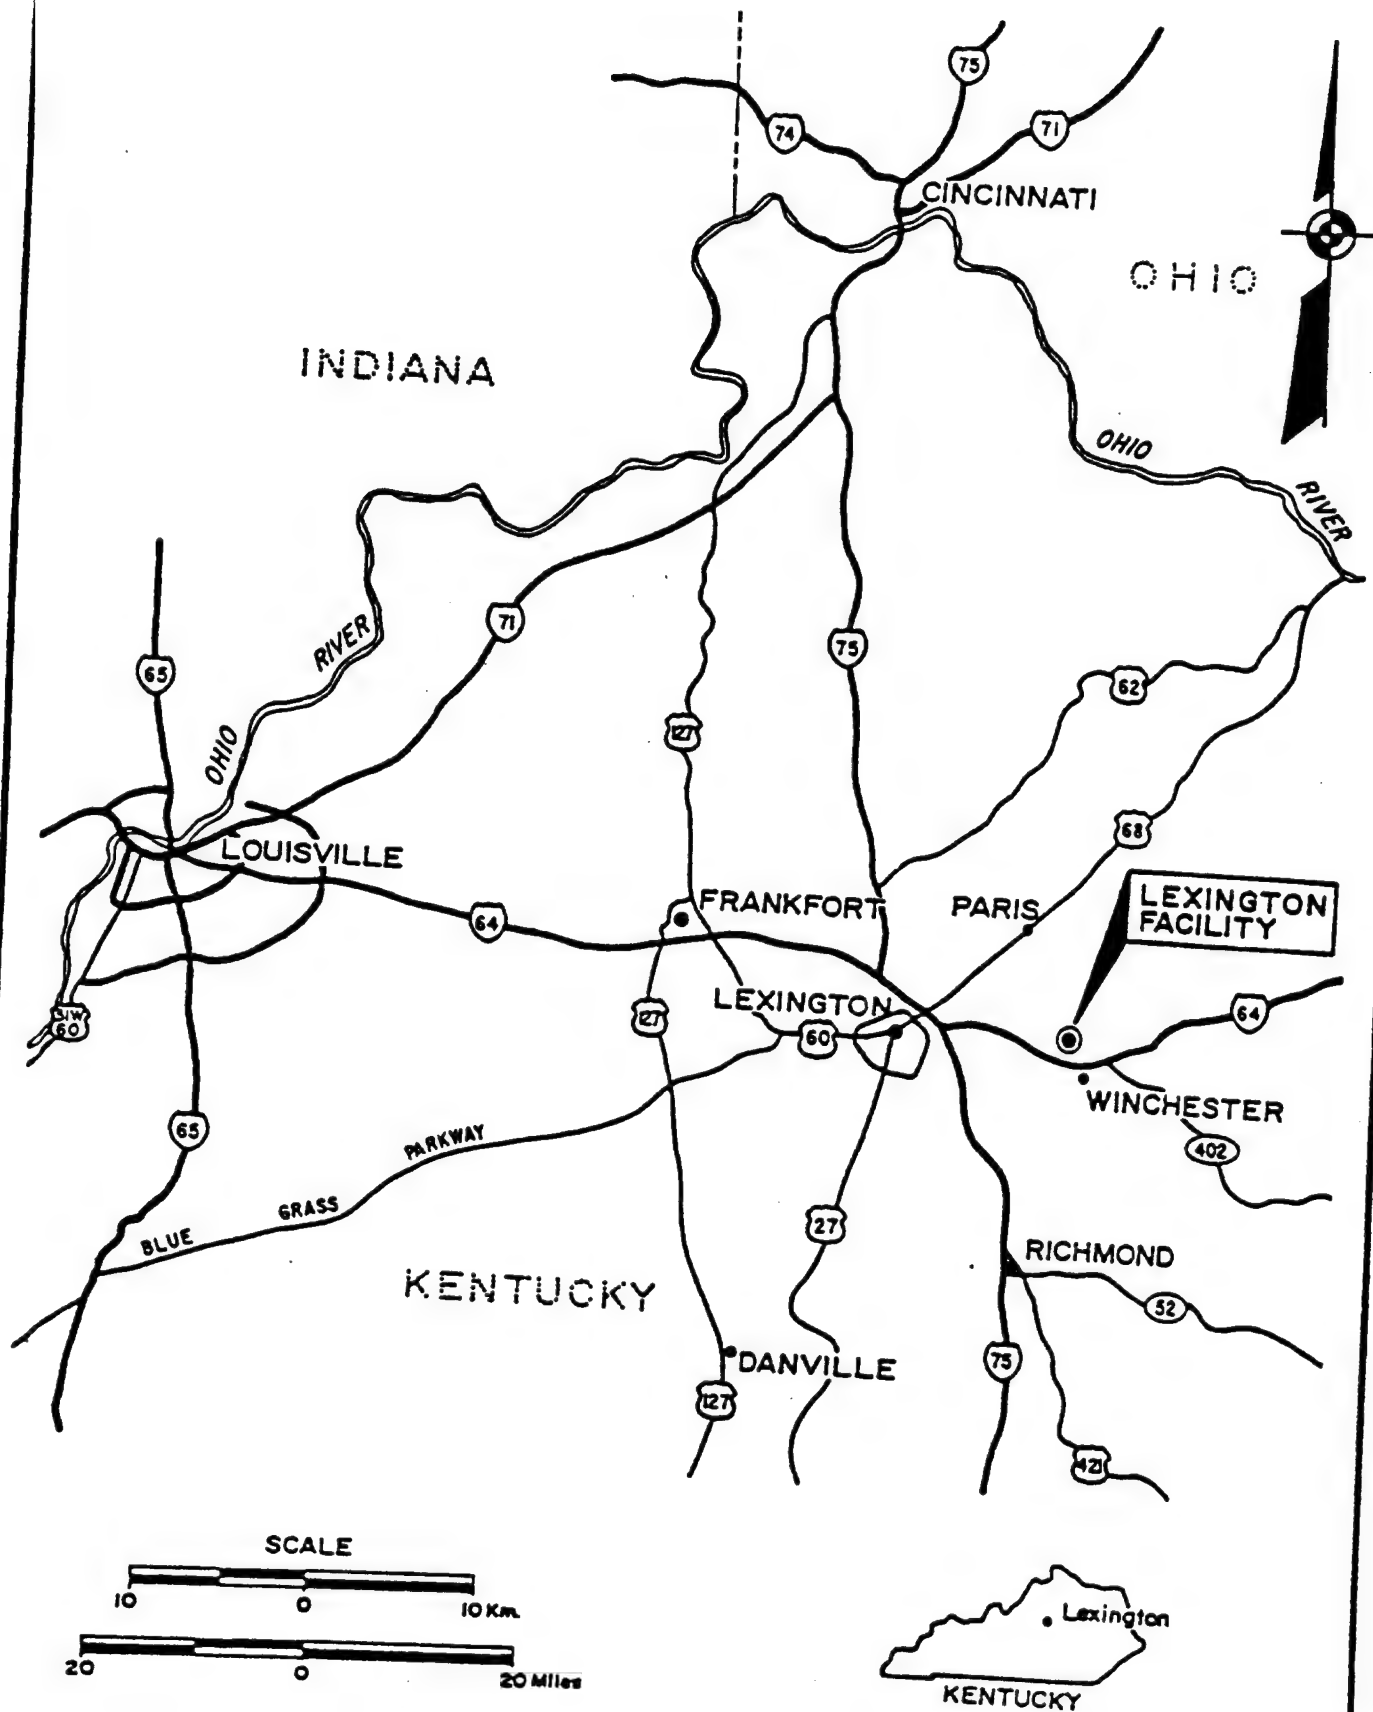 75
74
71
CINCINNATI
OHIO
INDIANA
OHIO
RIVER
71
RIVER
65
75
62
OHIO
127
68
LOUISVILLE
LEXINGTON
FACILITY
FRANKFORT
PARIS
64
LEXINGTON
64
31W
60
127
60
WINCHESTER
65
PARKWAY
402
GRASS
BLUE
27
RICHMOND
KENTUCKY
52
DANVILLE
75
127
421
SCALE
10
0
10 Km.
20
0
20 Miles
Lexington
KENTUCKY